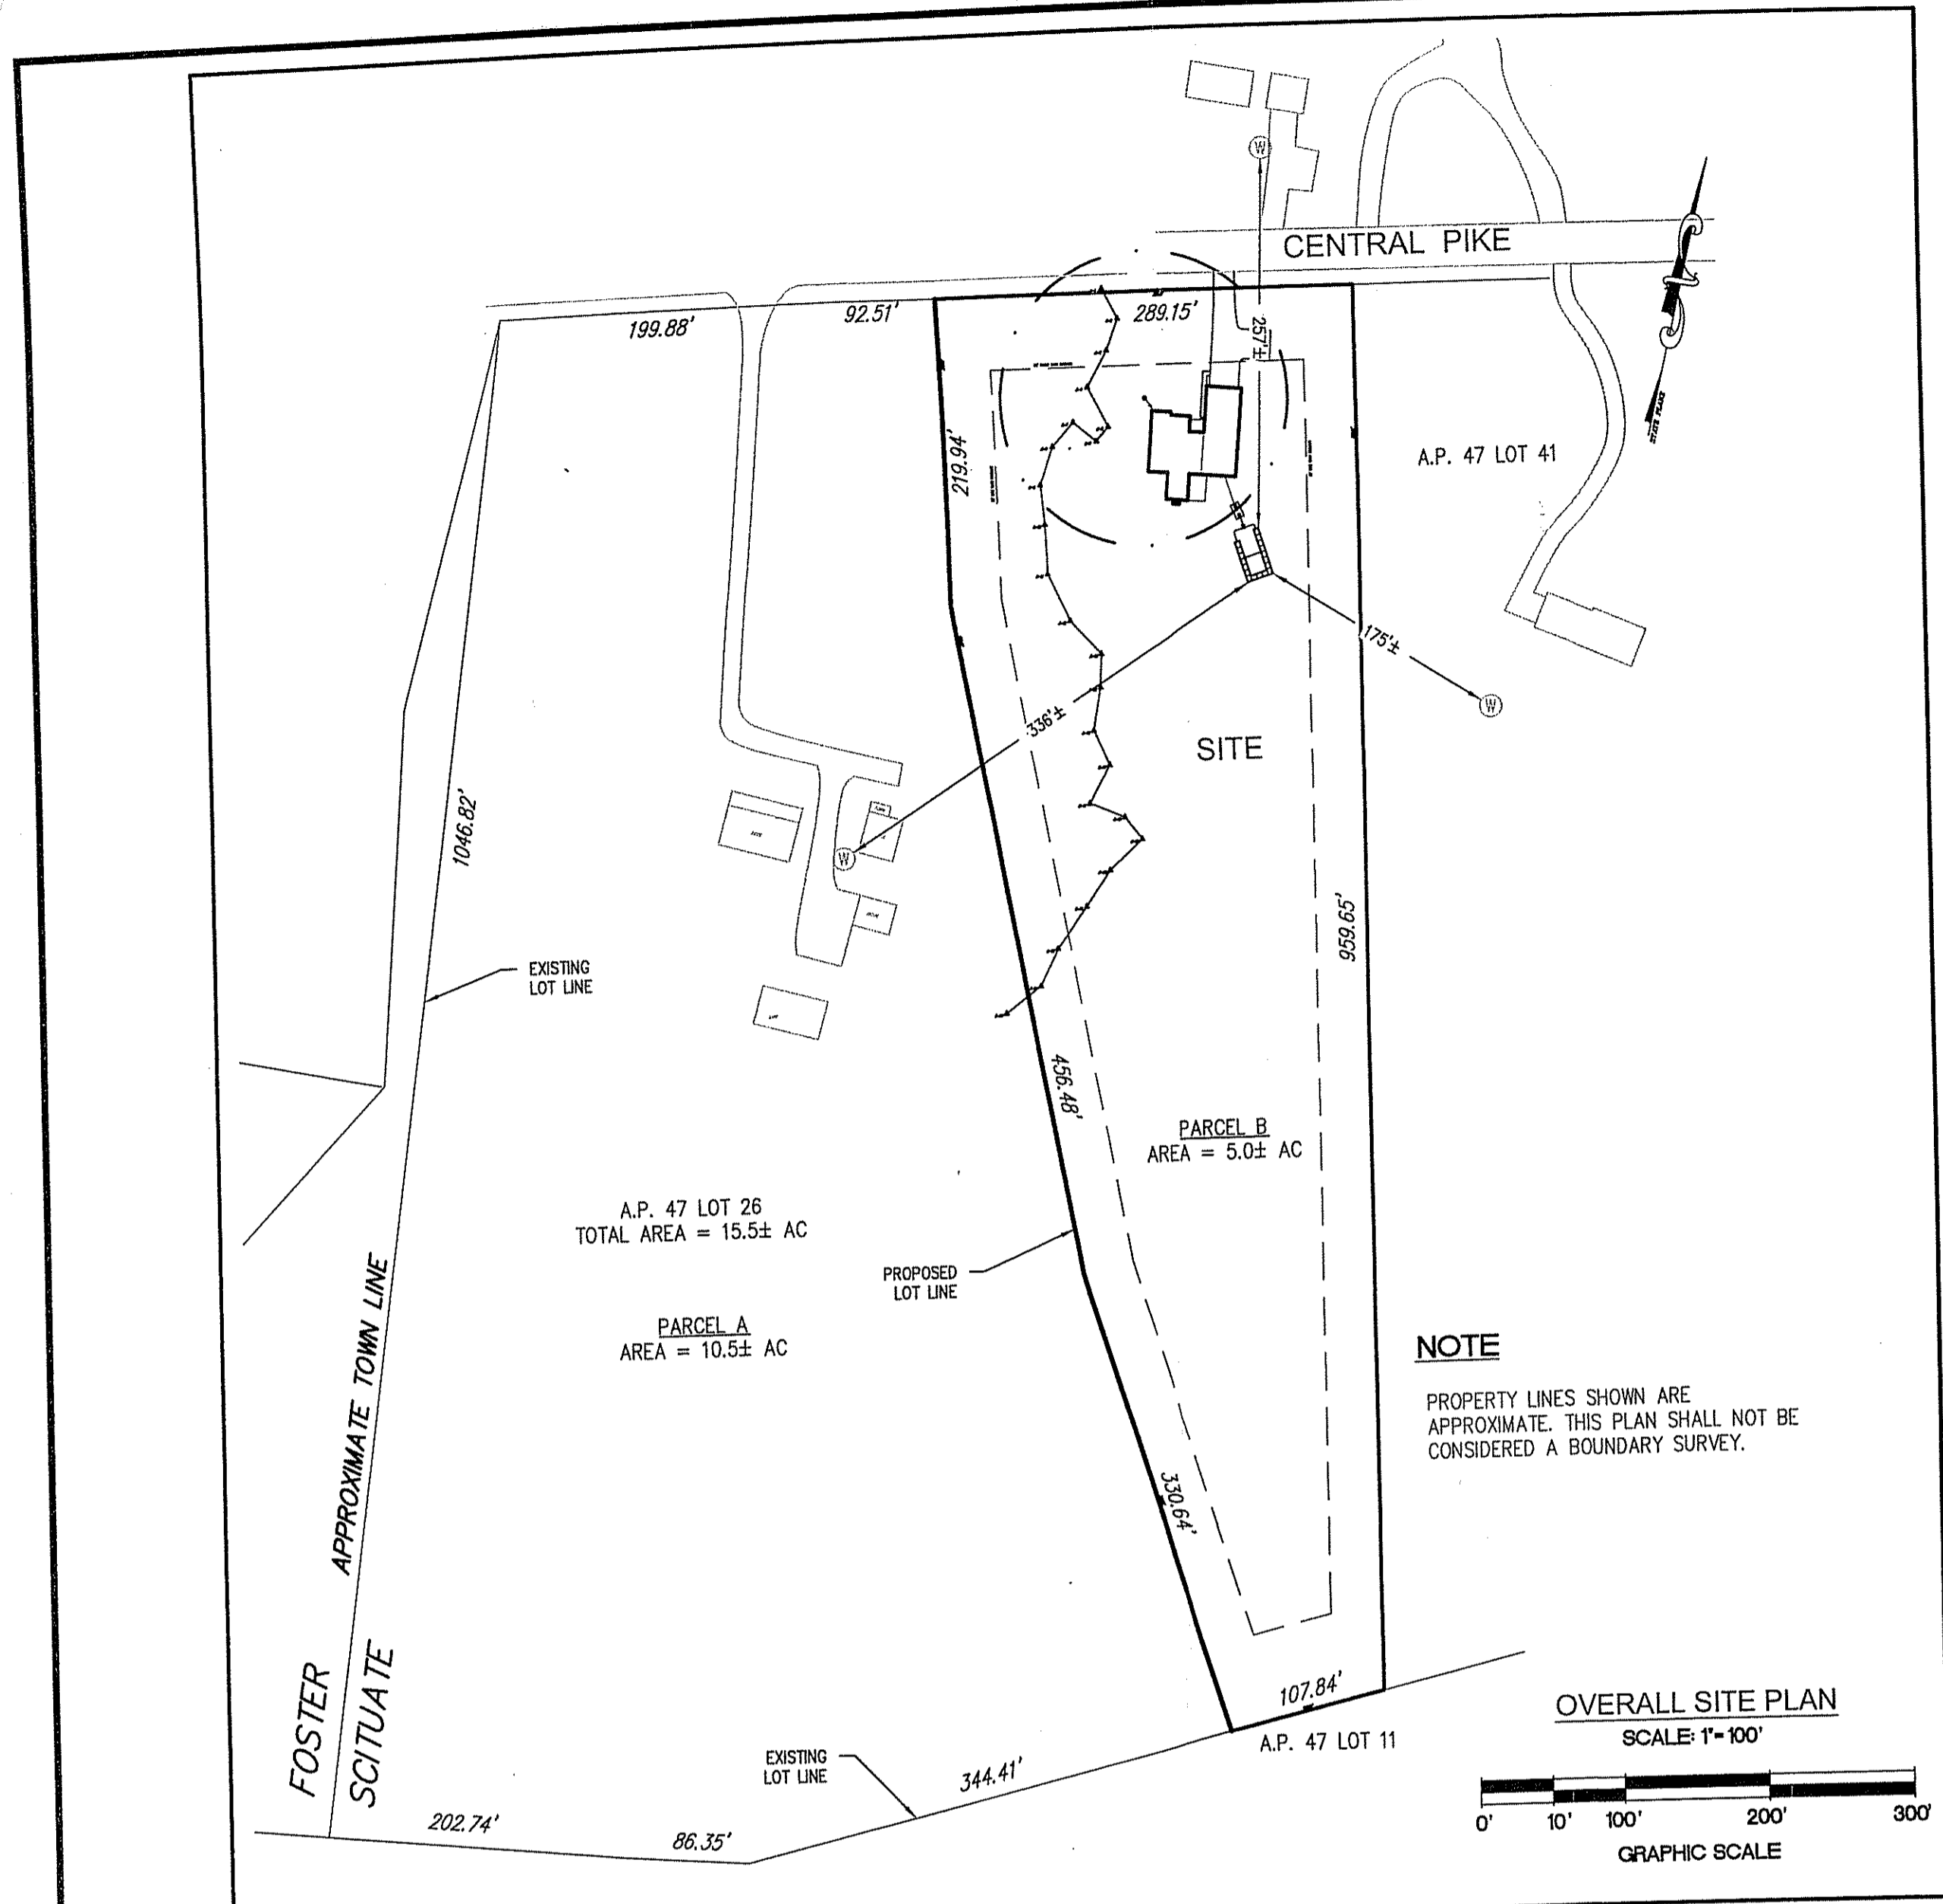 CENTRAL PIKE
W
199.88'
92.51'
289.15'
257'±
STATE PLANE
219.94'
A.P. 47 LOT 41
175'±
W
336'±
SITE
1046.82'
W
959.65'
EXISTING
LOT LINE
456.48'
PARCEL B
AREA = 5.0± AC
A.P. 47 LOT 26
TOTAL AREA = 15.5± AC
PROPOSED
LOT LINE
PARCEL A
AREA = 10.5± AC
APPROXIMATE TOWN LINE
NOTE
PROPERTY LINES SHOWN ARE
APPROXIMATE. THIS PLAN SHALL NOT BE
CONSIDERED A BOUNDARY SURVEY.
330.64'
FOSTER
SCITUATE
107.84'
A.P. 47 LOT 11
EXISTING
LOT LINE
344.41'
202.74'
86.35'
OVERALL SITE PLAN
SCALE: 1"=100'
0' 10' 100' 200' 300'
GRAPHIC SCALE